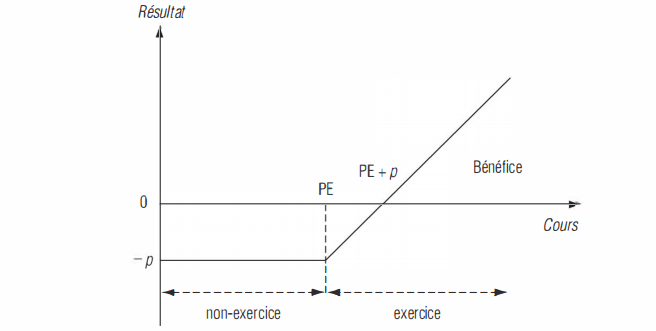 Résultat
PE + p
Bénéfice
PE
0
Cours
– p
non-exercice
exercice